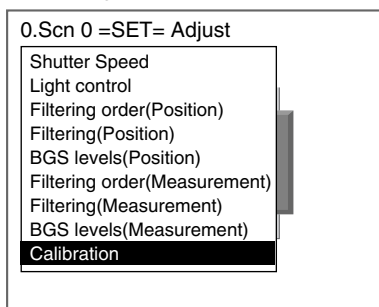 0.Scn 0 =SET= Adjust
Shutter Speed
Light control
Filtering order(Position)
Filtering(Position)
BGS levels(Position)
Filtering order(Measurement)
Filtering(Measurement)
BGS levels(Measurement)
Calibration